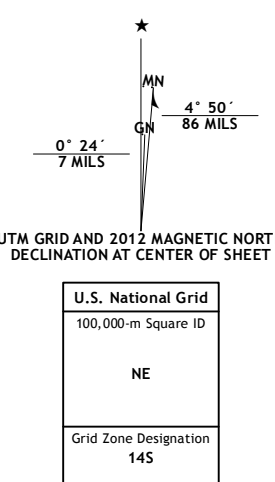 ★
MN
4° 50´
86 MILS
GN
0° 24´
7 MILS
UTM GRID AND 2012 MAGNETIC NORT
DECLINATION AT CENTER OF SHEET
U.S. National Grid
100,000-m Square ID
NE
Grid Zone Designation
14S